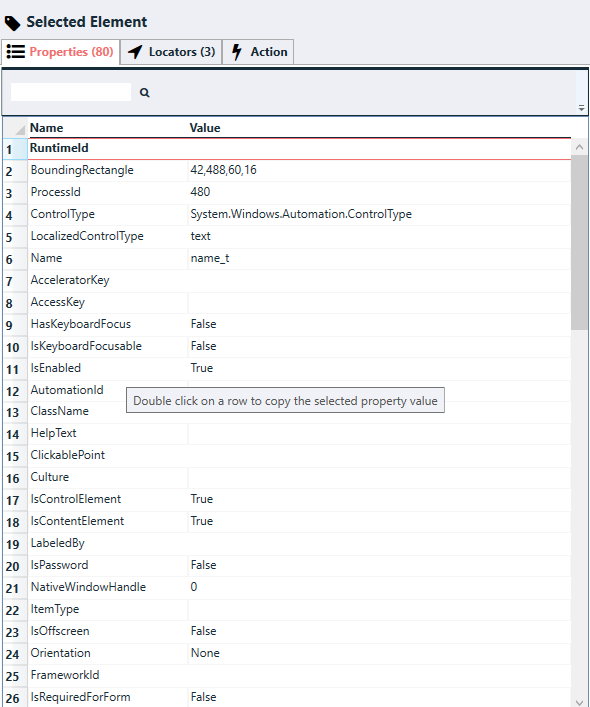 Selected Element
Properties (80) Locators (3) Action
Name Value
1 RuntimeId
2 BoundingRectangle 42,488,60,16
3 ProcessId 480
4 ControlType System.Windows.Automation.ControlType
5 LocalizedControlType text
6 Name name_t
7 AcceleratorKey
8 AccessKey
9 HasKeyboardFocus False
10 IsKeyboardFocusable False
11 IsEnabled True
12 AutomationId
Double click on a row to copy the selected property value
13 ClassName
14 HelpText
15 ClickablePoint
16 Culture
17 IsControlElement True
18 IsContentElement True
19 LabeledBy
20 IsPassword False
21 NativeWindowHandle 0
22 ItemType
23 IsOffscreen False
24 Orientation None
25 FrameworkId
26 IsRequiredForForm False